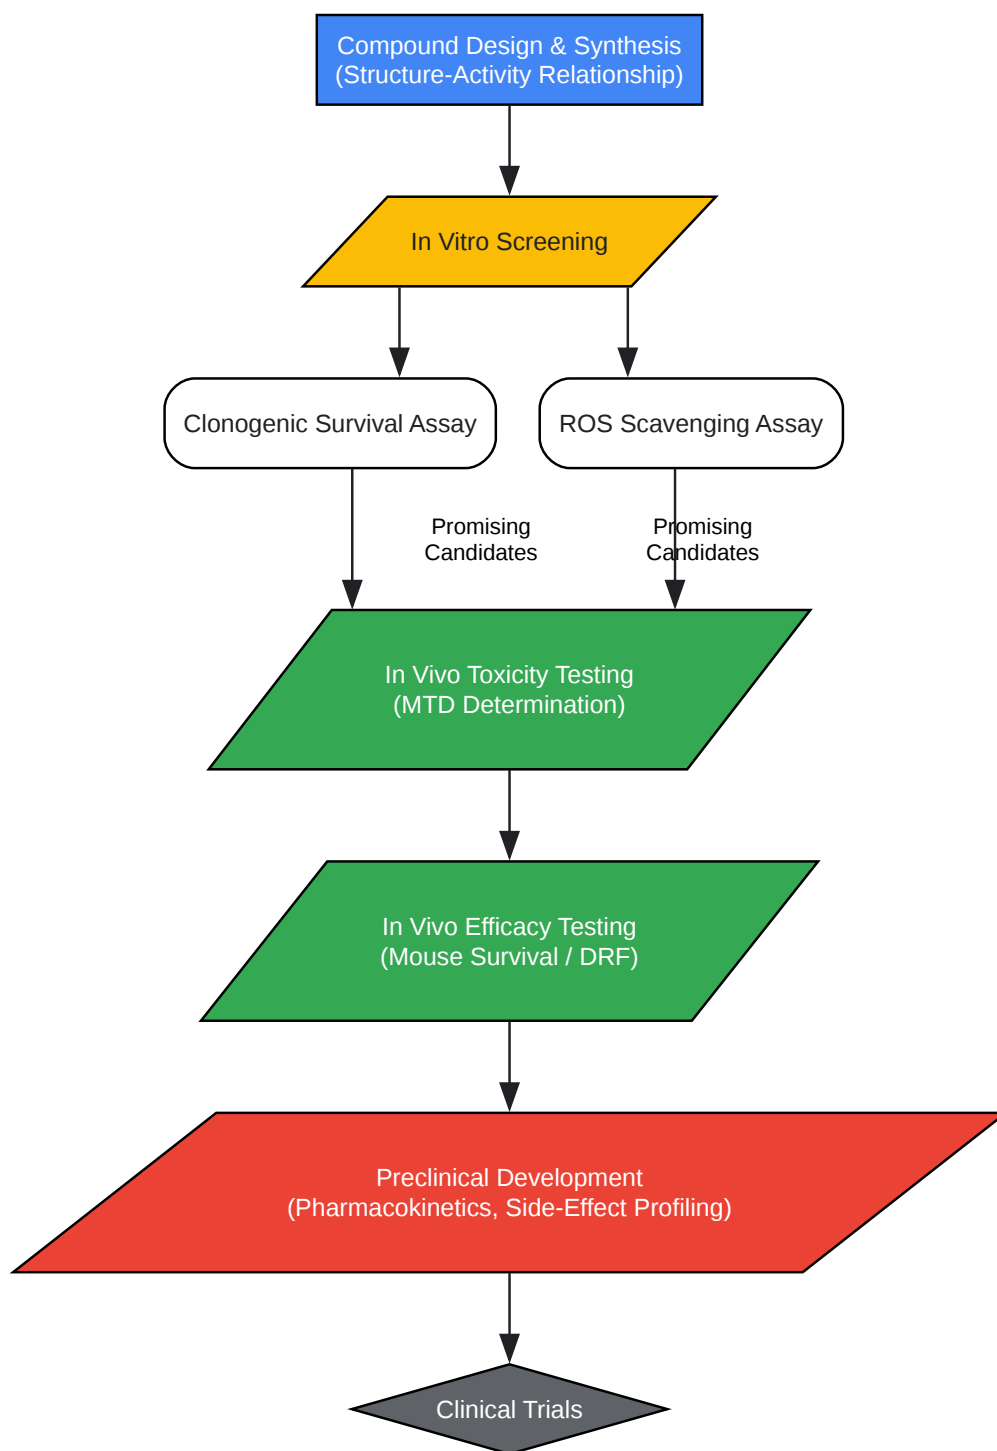 Compound Design & Synthesis
(Structure-Activity Relationship)
In Vitro Screening
Clonogenic Survival Assay
ROS Scavenging Assay
Promising
Candidates
Promising
Candidates
In Vivo Toxicity Testing
(MTD Determination)
In Vivo Efficacy Testing
(Mouse Survival / DRF)
Preclinical Development
(Pharmacokinetics, Side-Effect Profiling)
Clinical Trials